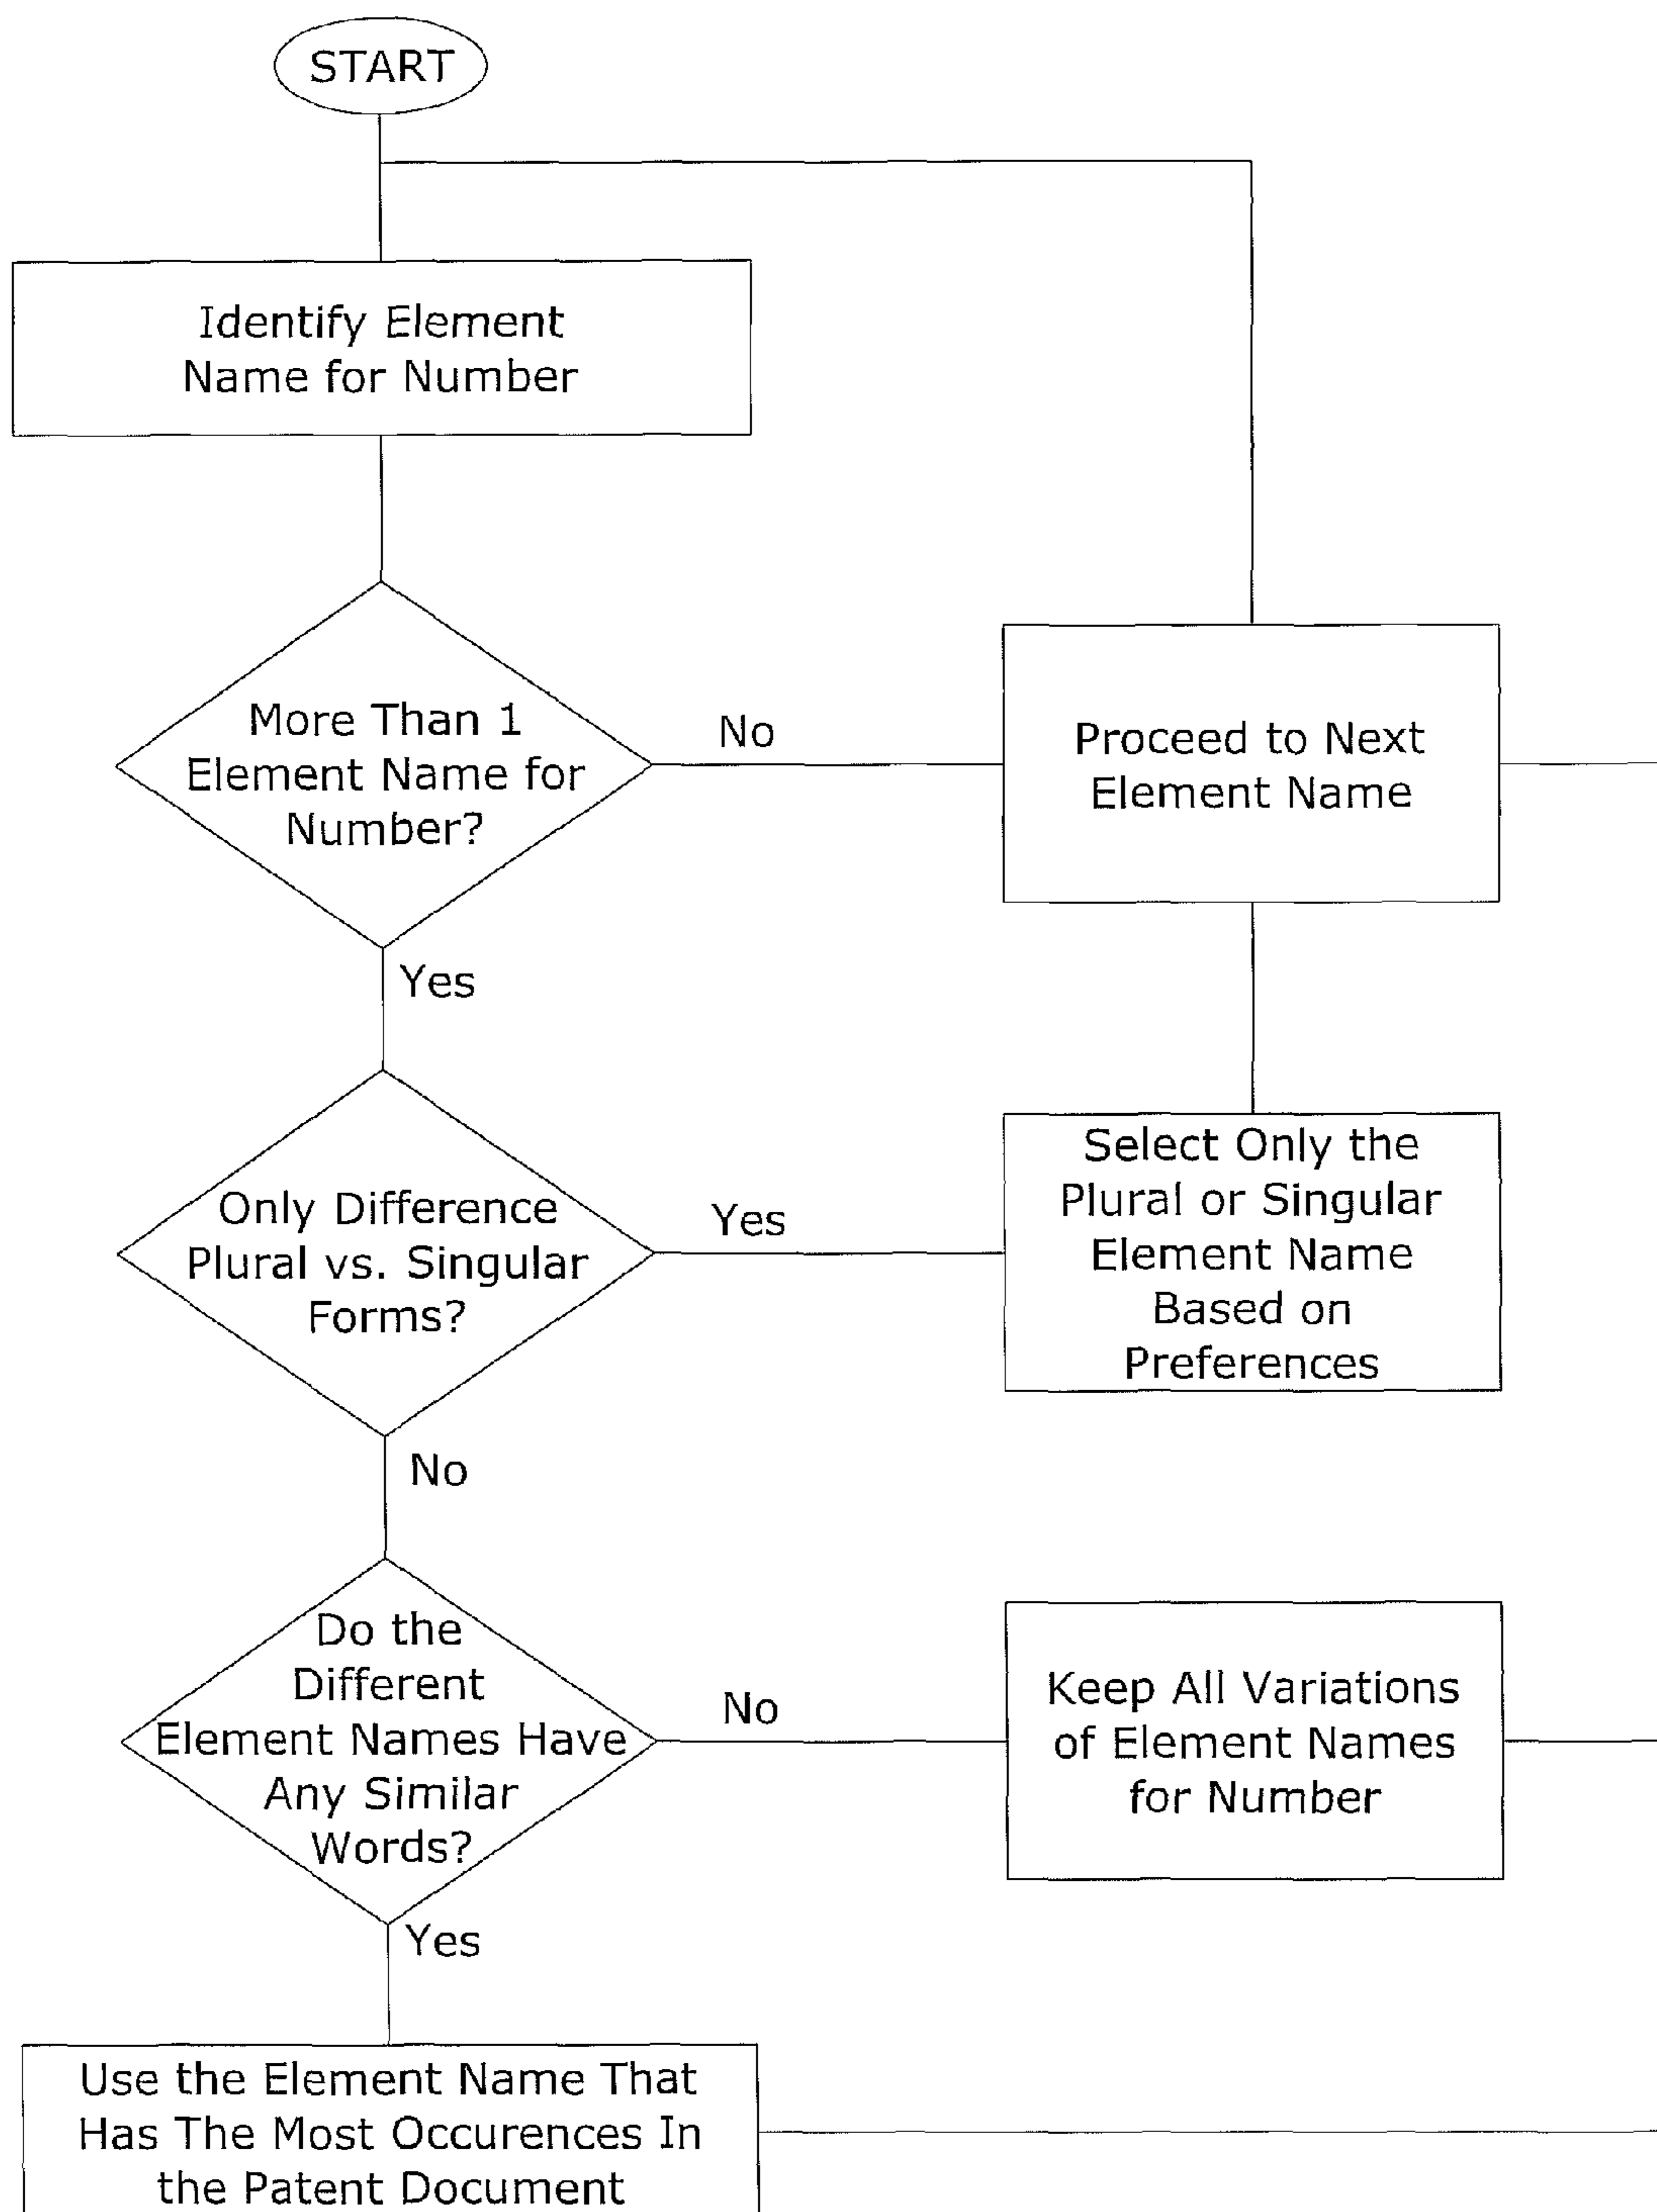 START
Identify Element
Name for Number
More Than 1
Element Name for
Number?
No
Proceed to Next
Element Name
Yes
Only Difference
Plural vs. Singular
Forms?
Yes
Select Only the
Plural or Singular
Element Name
Based on
Preferences
No
Do the
Different
Element Names Have
Any Similar
Words?
No
Keep All Variations
of Element Names
for Number
Yes
Use the Element Name That
Has The Most Occurences In
the Patent Document